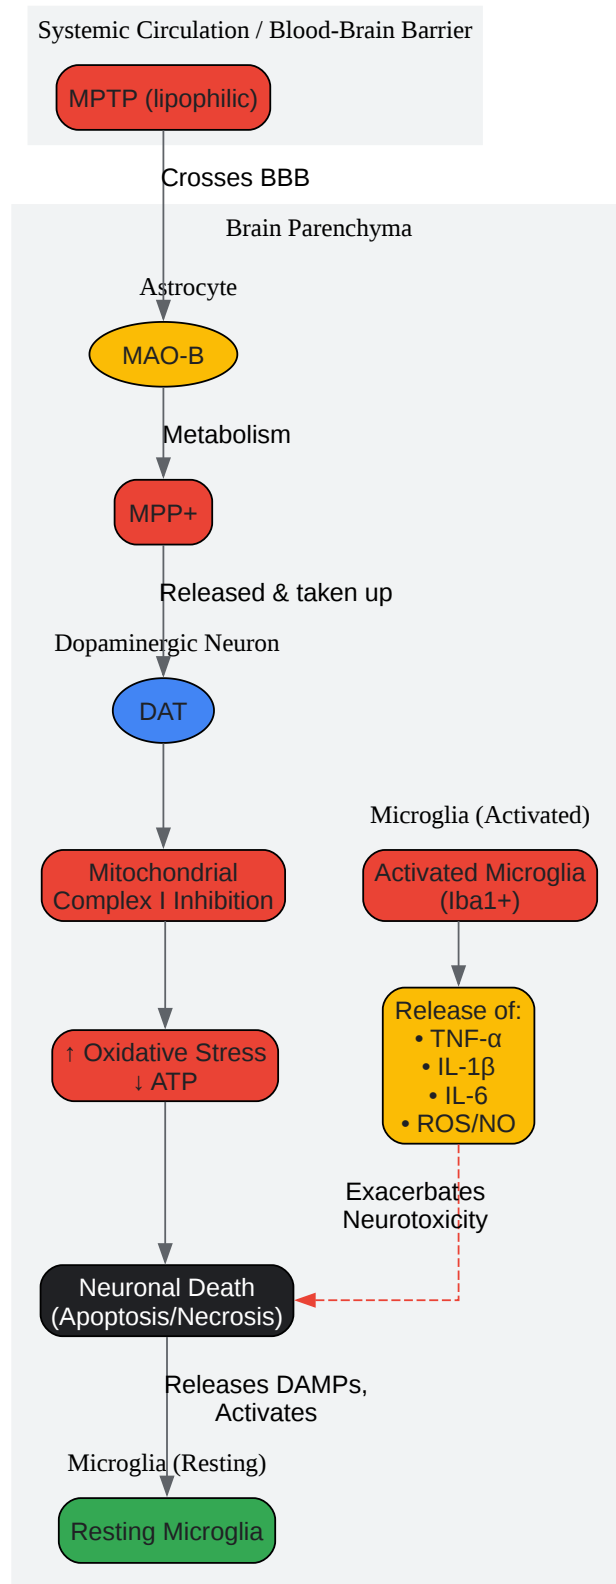 Systemic Circulation / Blood-Brain Barrier
MPTP (lipophilic)
Crosses BBB
Brain Parenchyma
Astrocyte
MAO-B
Metabolism
MPP+
Released & taken up
Dopaminergic Neuron
DAT
Mitochondrial
Complex I Inhibition
↑ Oxidative Stress
↓ ATP
Microglia (Activated)
Activated Microglia
(Iba1+)
Release of:
• TNF-α
• IL-1β
• IL-6
• ROS/NO
Exacerbates
Neurotoxicity
Neuronal Death
(Apoptosis/Necrosis)
Releases DAMPs,
Activates
Microglia (Resting)
Resting Microglia